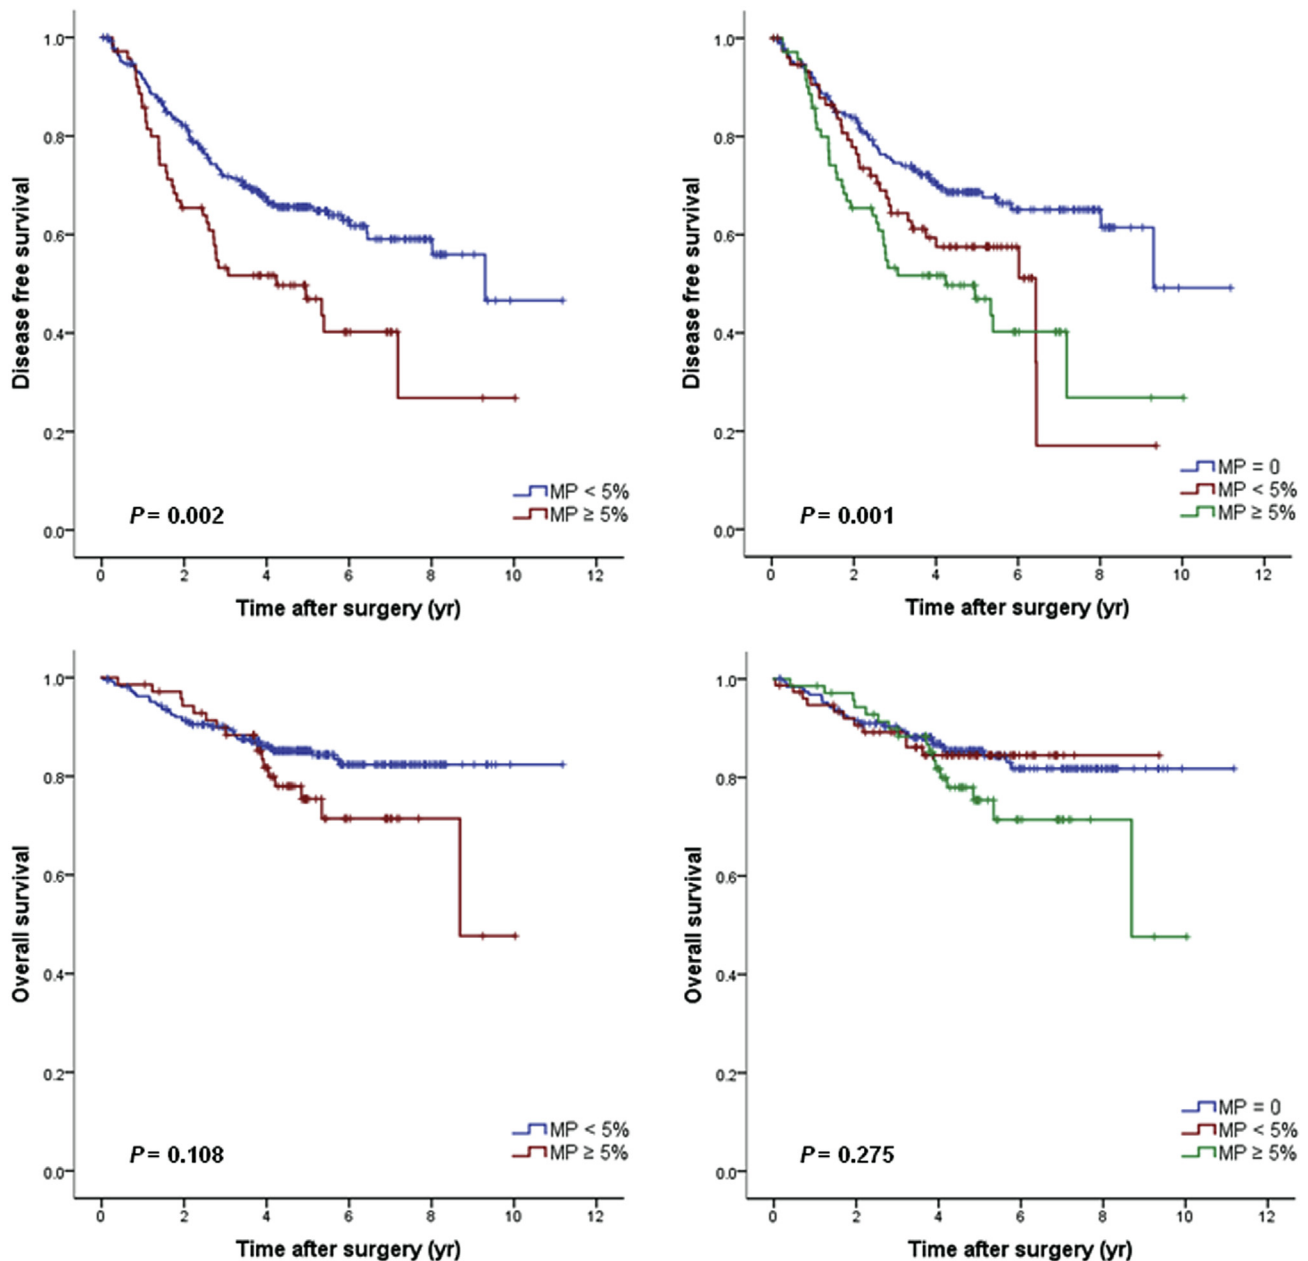 Disease free survival
1.0
0.8
0.6
0.4
0.2
0.0
MP < 5%
MP ≥ 5%
P = 0.002
0 2 4 6 8 10 12
Time after surgery (yr)
Disease free survival
1.0
0.8
0.6
0.4
0.2
0.0
MP = 0
MP < 5%
MP ≥ 5%
P = 0.001
0 2 4 6 8 10 12
Time after surgery (yr)
Overall survival
1.0
0.8
0.6
0.4
0.2
0.0
MP < 5%
MP ≥ 5%
P = 0.108
0 2 4 6 8 10 12
Time after surgery (yr)
Overall survival
1.0
0.8
0.6
0.4
0.2
0.0
MP = 0
MP < 5%
MP ≥ 5%
P = 0.275
0 2 4 6 8 10 12
Time after surgery (yr)